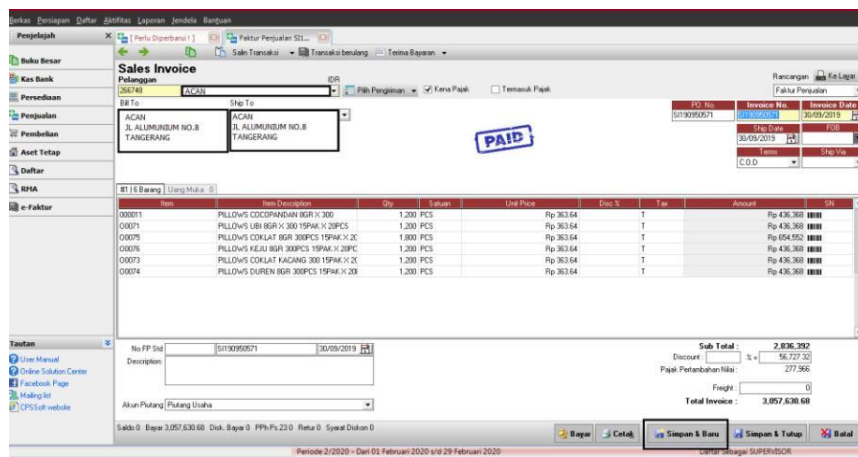 Berkas Persiapan Daftar Aktifitas Laporan Jendela Bantuan
Penjelajah
[ Perlu Diperbarui ! ]
Faktur Penjualan SI1...
Salin Transaksi
Transaksi berulang
Terima Bayaran
Buku Besar
Kas Bank
Persediaan
Penjualan
Pembelian
Aset Tetap
Daftar
RMA
e-Faktur
Sales Invoice
Pelanggan
IDR
266748
ACAN
Pilih Pengiriman
Kena Pajak
Termasuk Pajak
Rancangan
Ke Layar
Faktur Penjualan
Bill To
Ship To
ACAN
JL ALUMUNIUM NO.8
TANGERANG
ACAN
JL ALUMUNIUM NO.8
TANGERANG
PAID
PO. No.
Invoice No.
Invoice Date
SI190950571
SI190950571
30/09/2019
Ship Date
FOB
30/09/2019
Terms
Ship Via
C.O.D
#1 | 6 Barang
Uang Muka : 0
Item Item Description Qty Satuan Unit Price Disc % Tax Amount SN
000011 PILLOWS COCOPANDAN 8GR X 300 1,200 PCS Rp 363.64 T Rp 436,368
O0071 PILLOWS UBI 8GR X 300 15PAK X 20PCS 1,200 PCS Rp 363.64 T Rp 436,368
O0075 PILLOWS COKLAT 8GR 300PCS 15PAK X 20 1,800 PCS Rp 363.64 T Rp 654,552
O0076 PILLOWS KEJU 8GR 300PCS 15PAK X 20PC 1,200 PCS Rp 363.64 T Rp 436,368
O0073 PILLOWS COKLAT KACANG 300 15PAK X 20 1,200 PCS Rp 363.64 T Rp 436,368
O0074 PILLOWS DUREN 8GR 300PCS 15PAK X 20 1,200 PCS Rp 363.64 T Rp 436,368
Tautan
User Manual
Online Solution Center
Facebook Page
Mailing list
CPSSoft website
No FP Std
SI190950571
30/09/2019
Description:
Akun Piutang
Piutang Usaha
Sub Total : 2,836,392
Discount : % = 56,727.32
Pajak Pertambahan Nilai : 277,966
Freight : 0
Total Invoice : 3,057,630.68
Saldo 0 Bayar 3,057,630.68 Disk. Bayar 0 PPh Ps.23 0 Retur 0 Syarat Diskon 0
Bayar
Cetak
Simpan & Baru
Simpan & Tutup
Batal
Periode 2/2020 - Dari 01 Februari 2020 s/d 29 Februari 2020
Daftar Sebagai SUPERVISOR